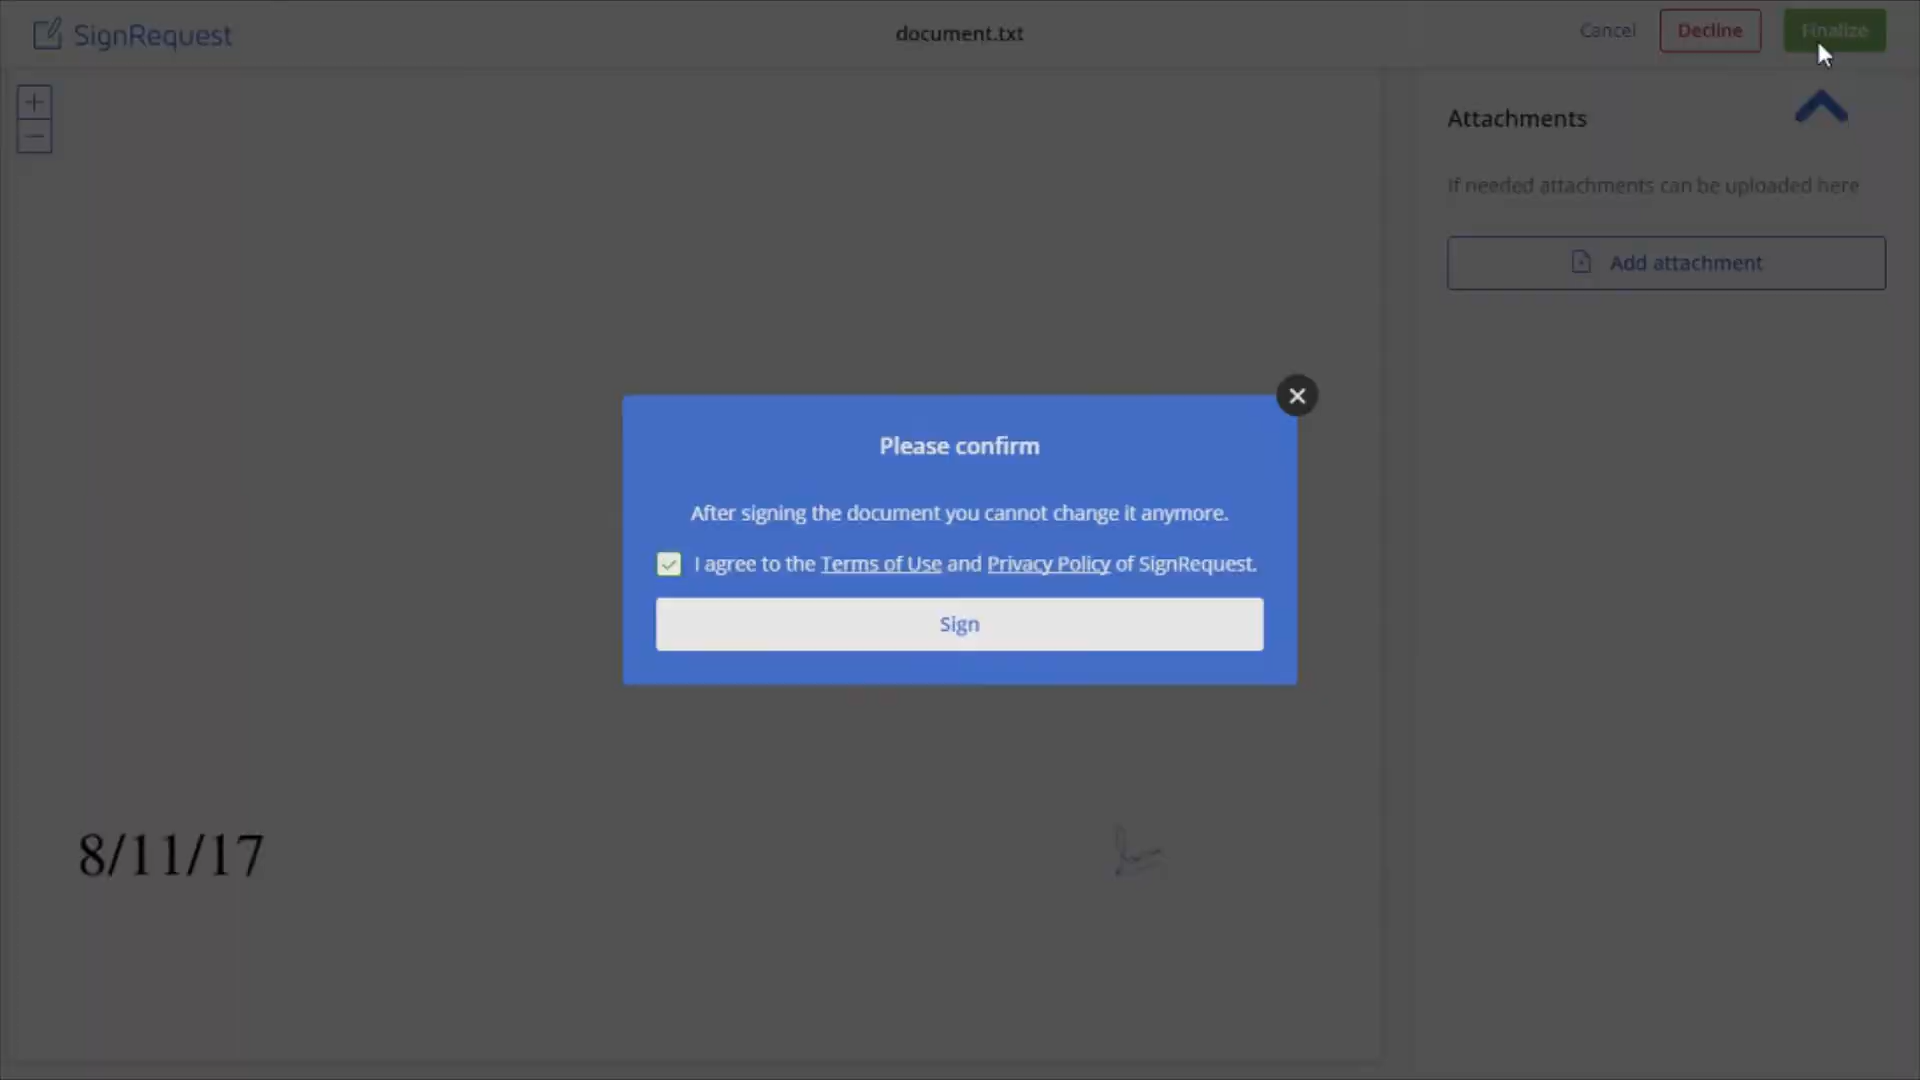 SignRequest
document.txt
Cancel
Decline
Finalize
Attachments
If needed attachments can be uploaded here
Add attachment
Please confirm
After signing the document you cannot change it anymore.
I agree to the Terms of Use and Privacy Policy of SignRequest.
Sign
8/11/17